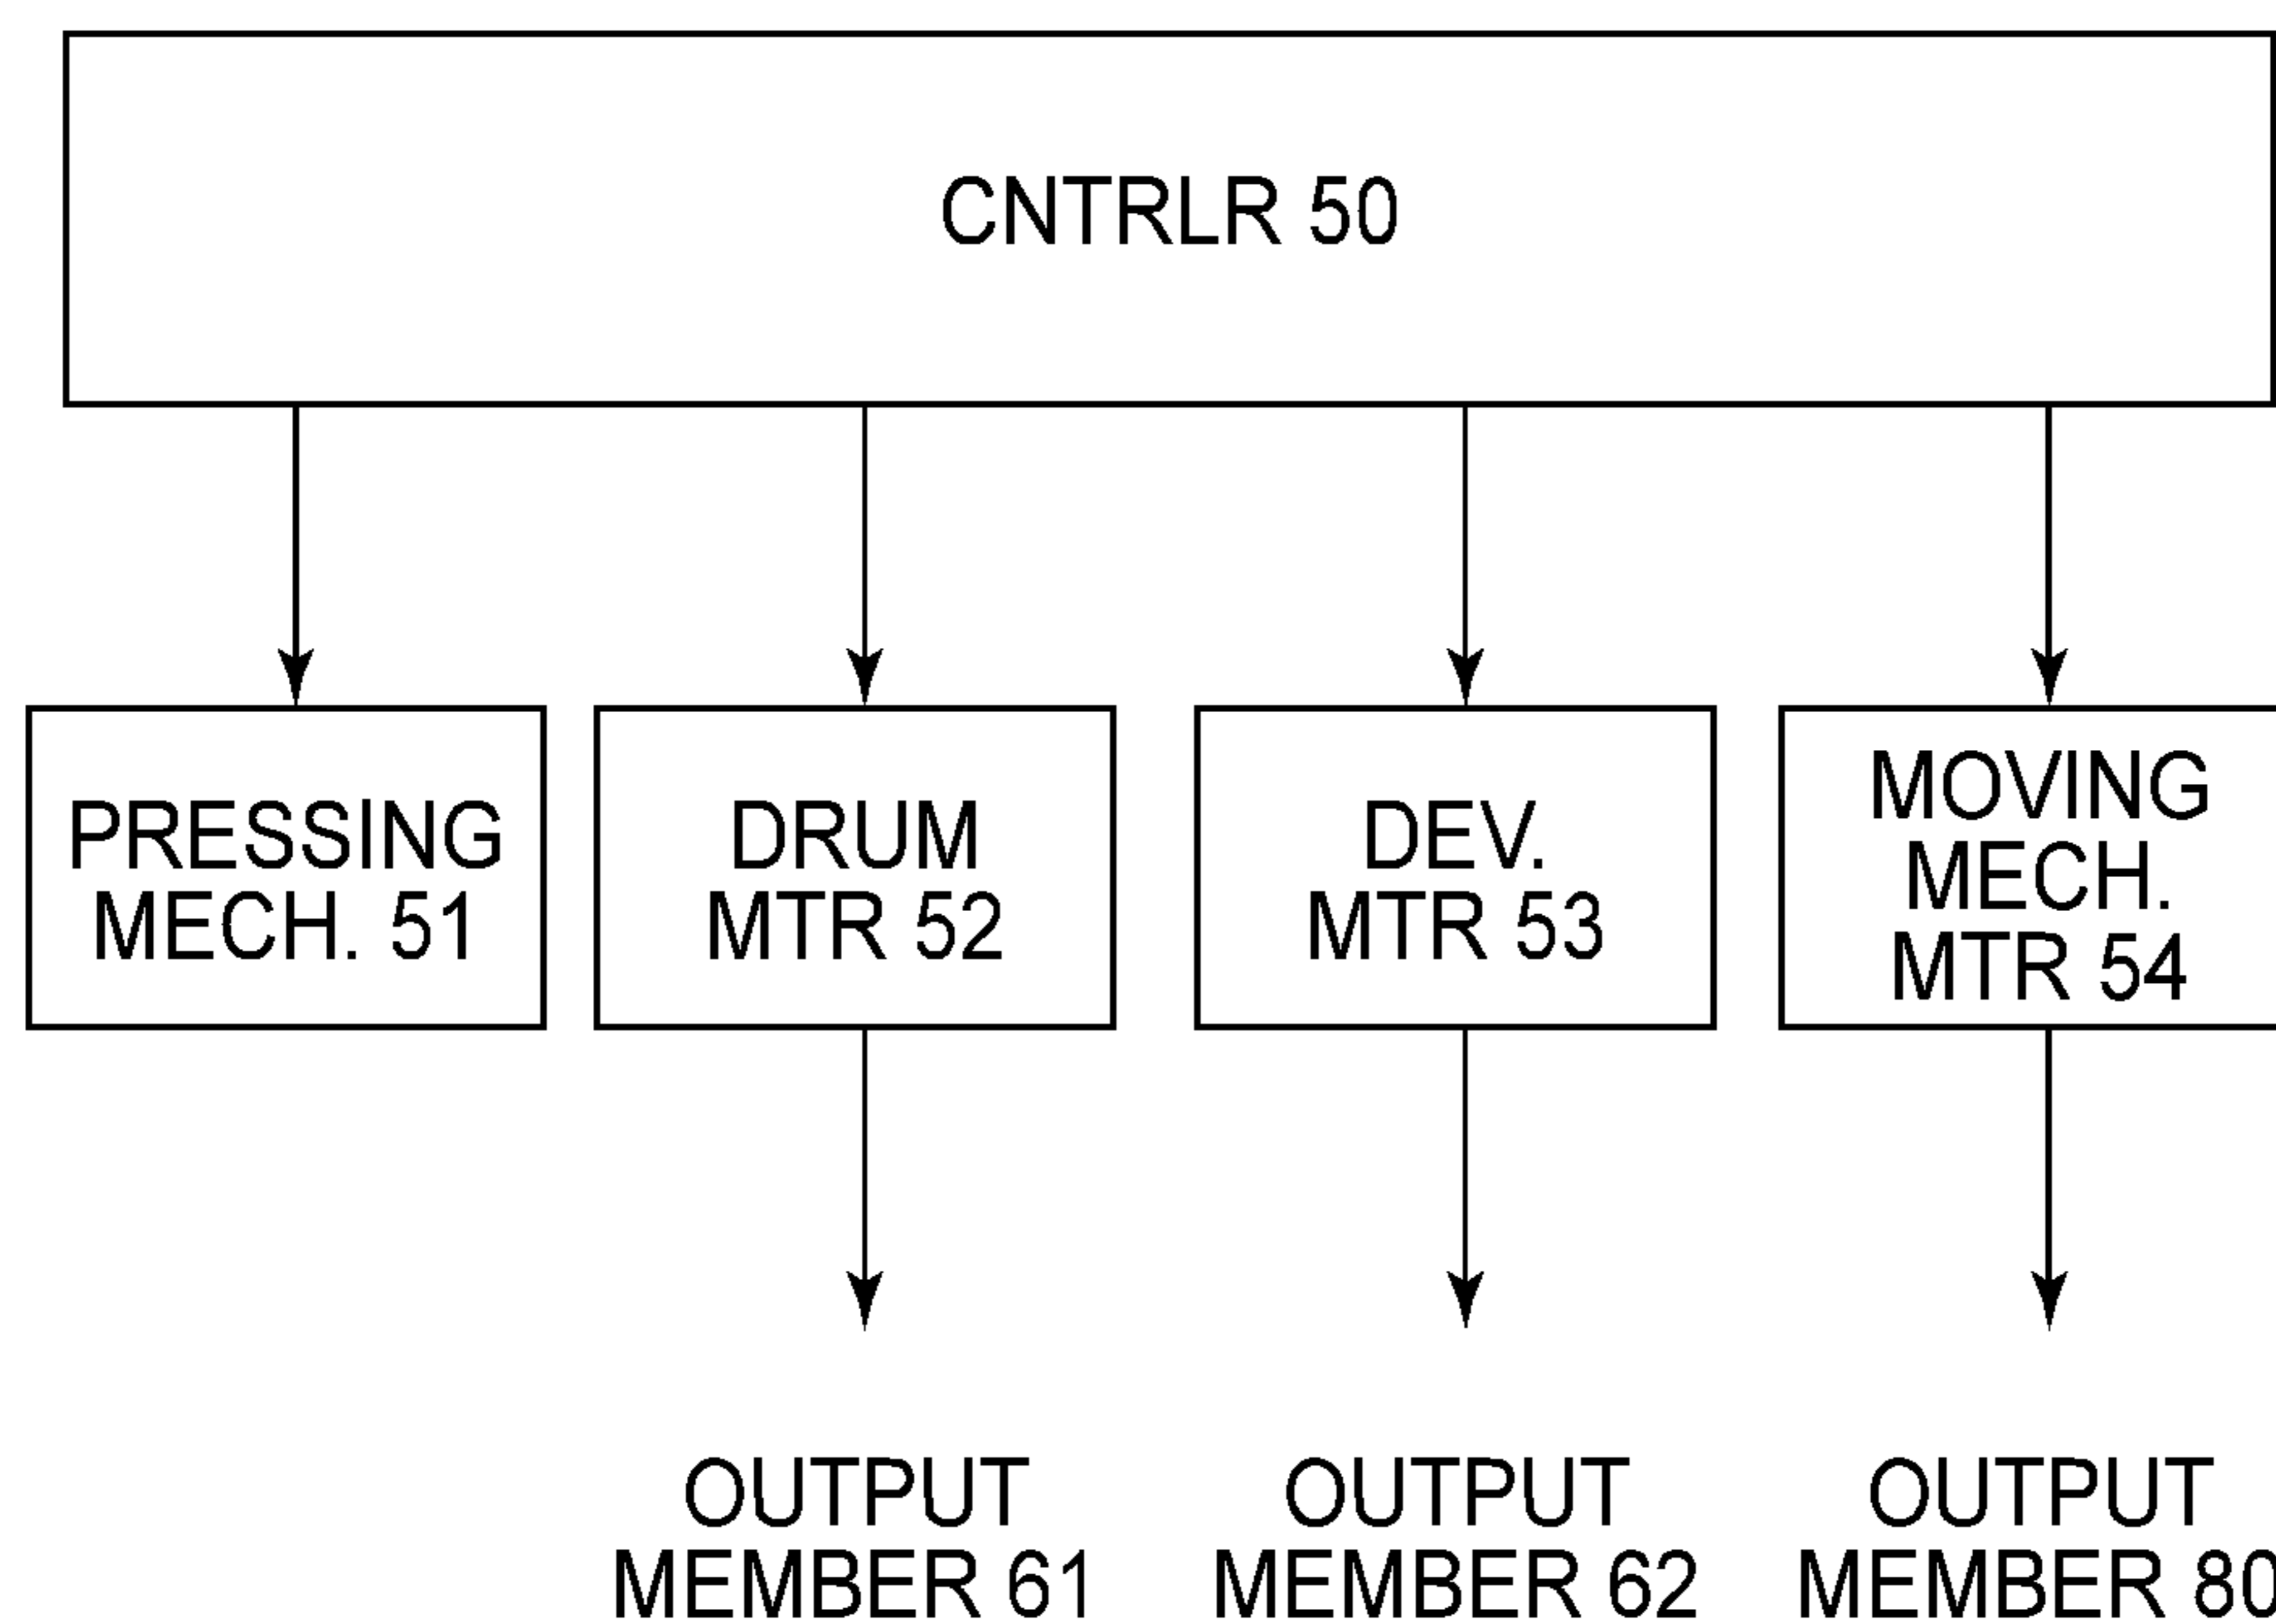 CNTRLR 50
PRESSING
MECH. 51
DRUM
MTR 52
DEV.
MTR 53
MOVING
MECH.
MTR 54
OUTPUT
MEMBER 61
OUTPUT
MEMBER 62
OUTPUT
MEMBER 80